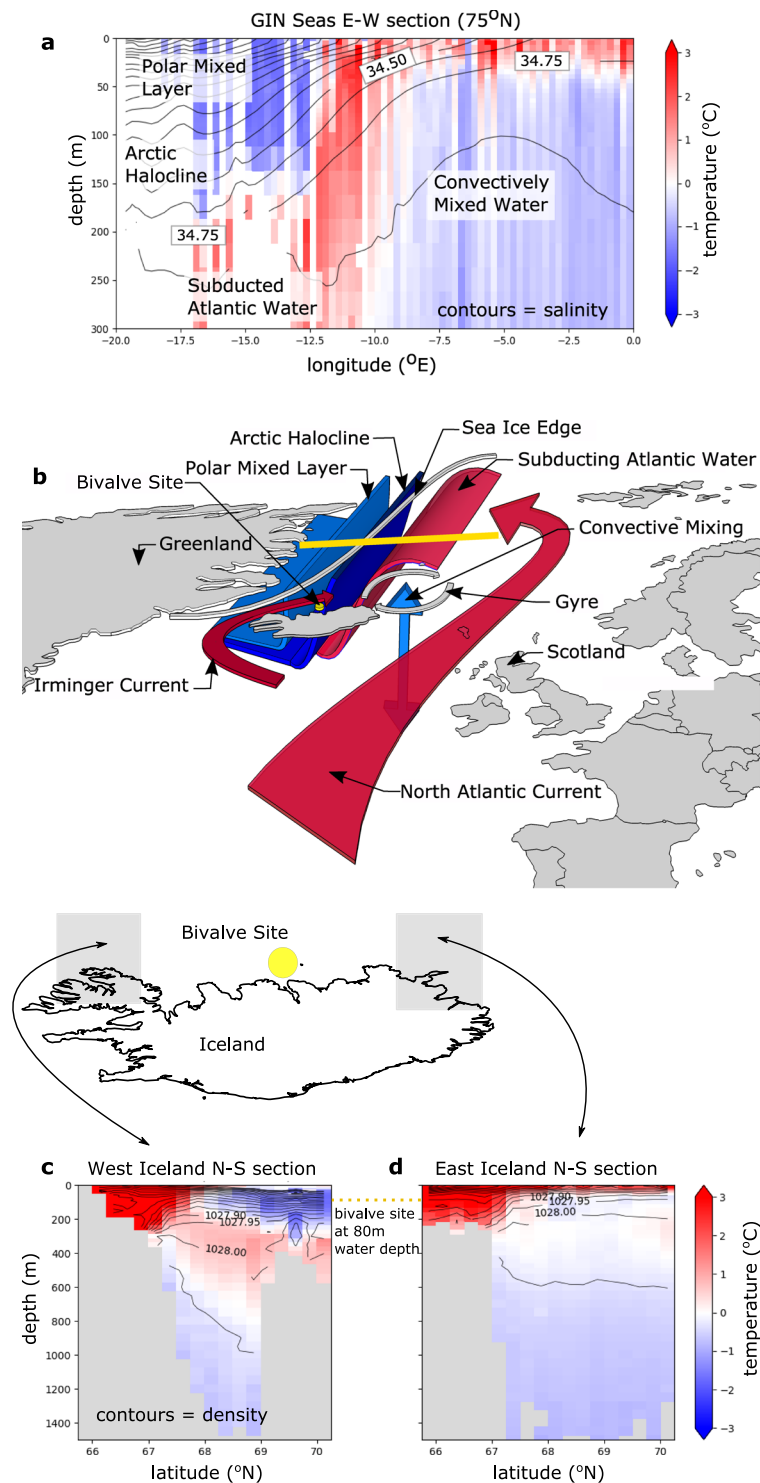 GIN Seas E-W section (75°N)
a
0
50
100
150
200
250
300
depth (m)
Polar Mixed
Layer
Arctic
Halocline
34.50
34.75
34.75
Convectively
Mixed Water
Subducted
Atlantic Water
contours = salinity
-20.0
-17.5
-15.0
-12.5
-10.0
-7.5
-5.0
-2.5
0.0
longitude (°E)
3
2
1
0
−1
−2
−3
temperature (°C)
b
Sea Ice Edge
Arctic Halocline
Polar Mixed Layer
Subducting Atlantic Water
Bivalve Site
Convective Mixing
Greenland
Gyre
Scotland
Irminger Current
North Atlantic Current
Bivalve Site
Iceland
c
West Iceland N-S section
0
200
400
600
800
1000
1200
1400
depth (m)
1027.90
1027.95
1028.00
contours = density
66
67
68
69
70
latitude (°N)
bivalve site
at 80m
water depth
d
East Iceland N-S section
1027.90
1027.95
1028.00
66
67
68
69
70
latitude (°N)
3
2
1
0
−1
−2
−3
temperature (°C)